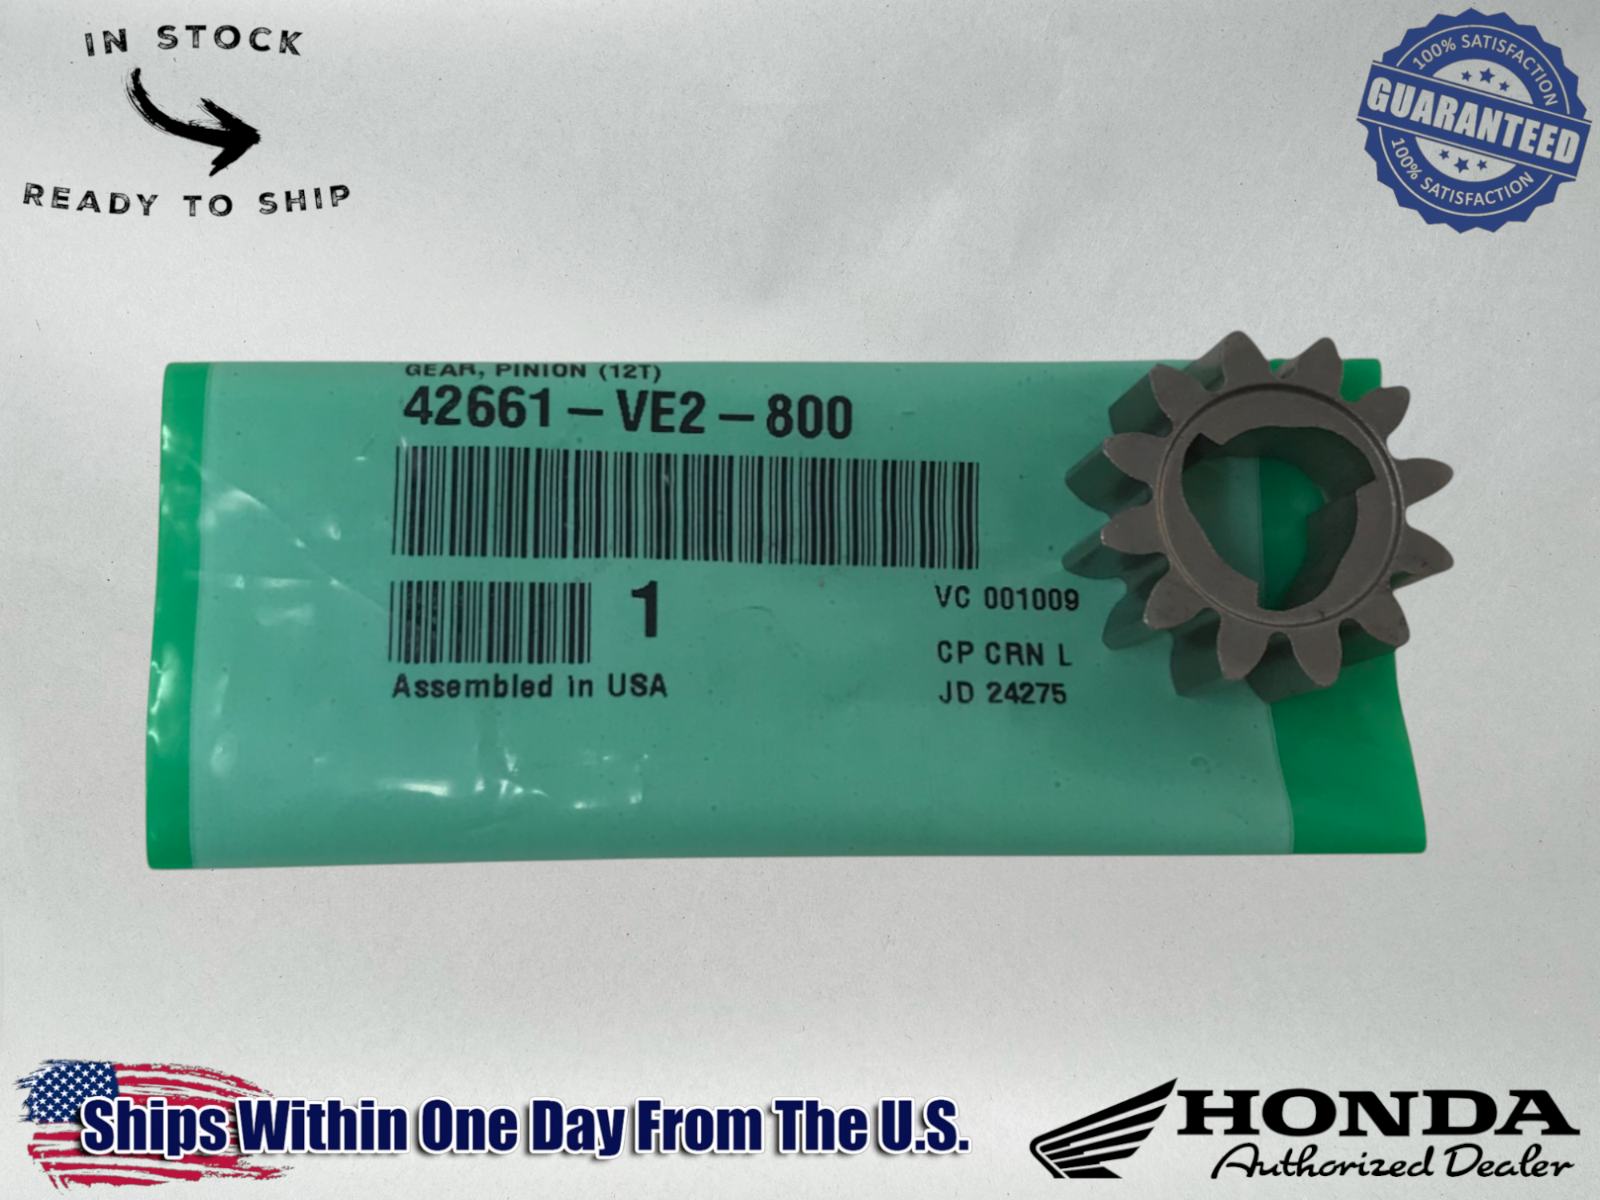 IN STOCK
READY TO SHIP
100% SATISFACTION
GUARANTEED
100% SATISFACTION
GEAR, PINION (12T)
42661-VE2-800
1
VC 001009
CP CRN L
Assembled in USA
JD 24275
Ships Within One Day From The U.S.
HONDA
Authorized Dealer